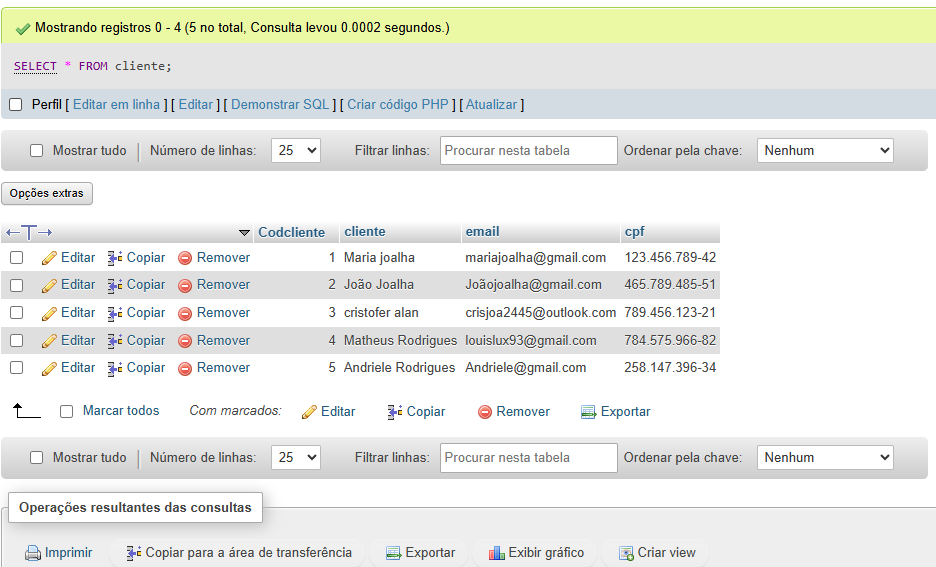 Mostrando registros 0 - 4 (5 no total, Consulta levou 0.0002 segundos.)
SELECT * FROM cliente;
Perfil [ Editar em linha ] [ Editar ] [ Demonstrar SQL ] [ Criar código PHP ] [ Atualizar ]
Mostrar tudo Número de linhas: 25 Filtrar linhas: Procurar nesta tabela Ordenar pela chave: Nenhum
Opções extras
←T→ Codcliente cliente email cpf
Editar Copiar Remover 1 Maria joalha mariajoalha@gmail.com 123.456.789-42
Editar Copiar Remover 2 João Joalha Joãojoalha@gmail.com 465.789.485-51
Editar Copiar Remover 3 cristofer alan crisjoa2445@outlook.com 789.456.123-21
Editar Copiar Remover 4 Matheus Rodrigues louislux93@gmail.com 784.575.966-82
Editar Copiar Remover 5 Andriele Rodrigues Andriele@gmail.com 258.147.396-34
Marcar todos Com marcados: Editar Copiar Remover Exportar
Mostrar tudo Número de linhas: 25 Filtrar linhas: Procurar nesta tabela Ordenar pela chave: Nenhum
Operações resultantes das consultas
Imprimir Copiar para a área de transferência Exportar Exibir gráfico Criar view